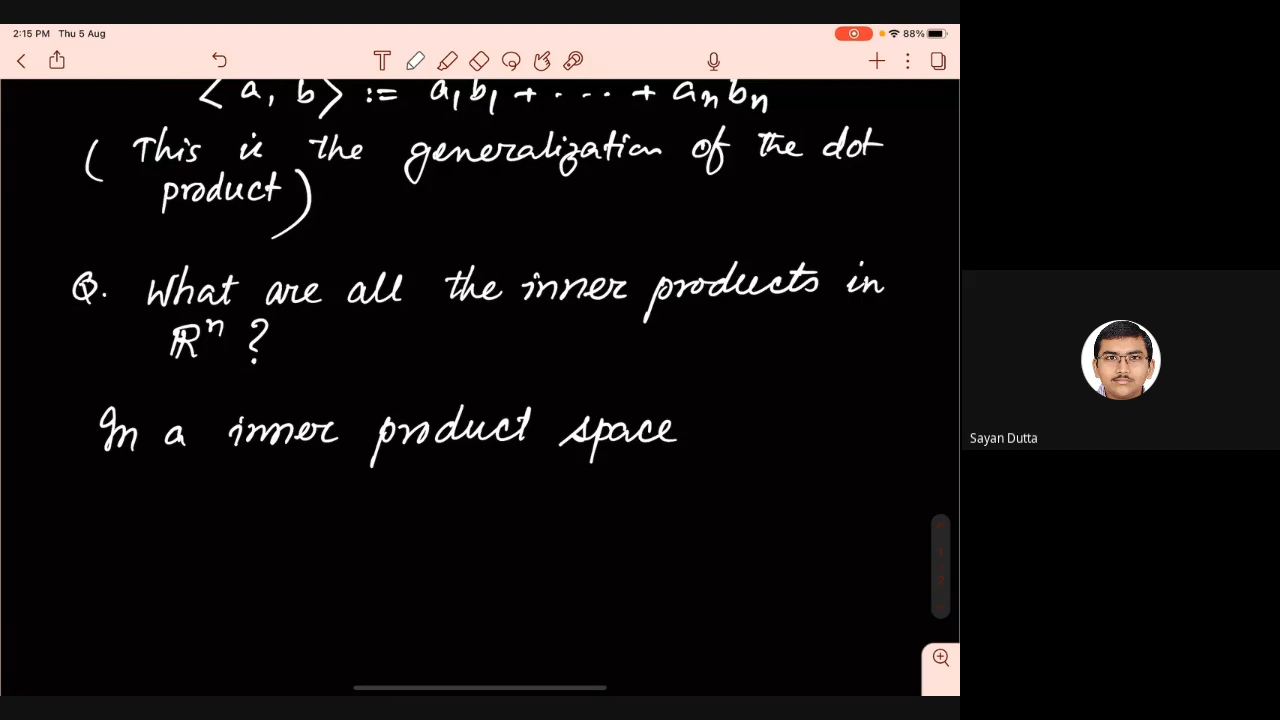 2:15 PM Thu 5 Aug
88%
< a, b > := a₁b₁ + ... + aₙbₙ
( This is the generalization of the dot
product )
Q. What are all the inner products in
ℝⁿ ?
In a inner product space
Sayan Dutta